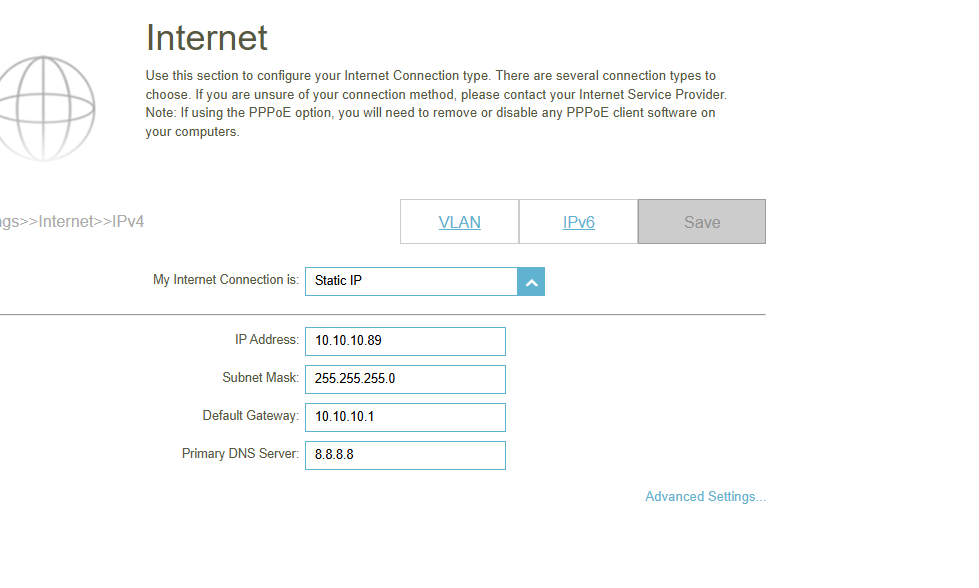 Internet
Use this section to configure your Internet Connection type. There are several connection types to
choose. If you are unsure of your connection method, please contact your Internet Service Provider.
Note: If using the PPPoE option, you will need to remove or disable any PPPoE client software on
your computers.
ngs>>Internet>>IPv4
VLAN
IPv6
Save
My Internet Connection is:
Static IP
IP Address:
10.10.10.89
Subnet Mask:
255.255.255.0
Default Gateway:
10.10.10.1
Primary DNS Server:
8.8.8.8
Advanced Settings...